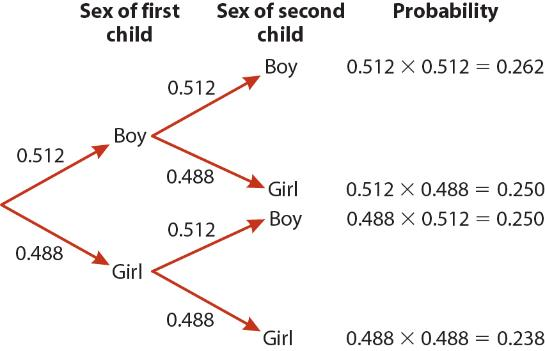 Sex of first child
Sex of second child
Probability
Boy
0.512 × 0.512 = 0.262
0.512
Boy
0.512
0.488
Girl
0.512 × 0.488 = 0.250
Boy
0.488 × 0.512 = 0.250
0.512
0.488
Girl
0.488
Girl
0.488 × 0.488 = 0.238